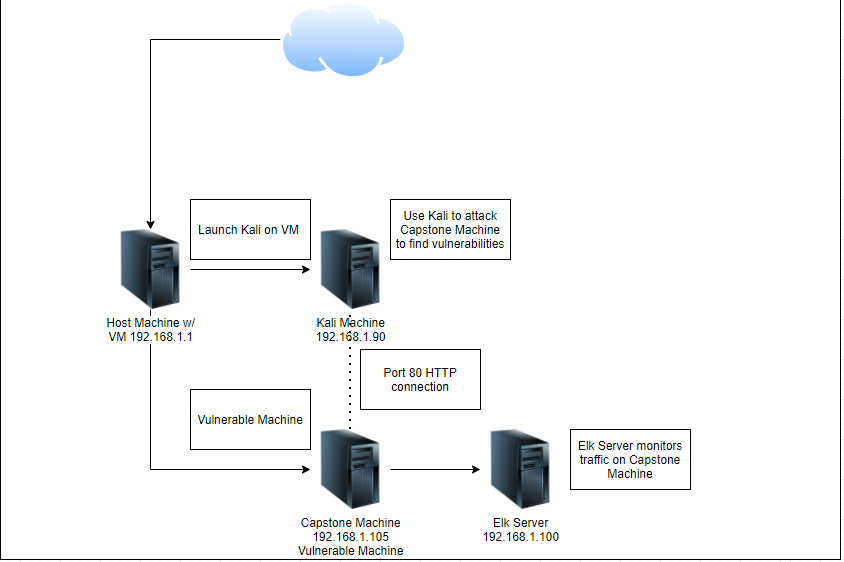 Launch Kali on VM
Use Kali to attack
Capstone Machine
to find vulnerabilities
Host Machine w/
VM 192.168.1.1
Kali Machine
192.168.1.90
Port 80 HTTP
connection
Vulnerable Machine
Elk Server monitors
traffic on Capstone
Machine
Capstone Machine
192.168.1.105
Vulnerable Machine
Elk Server
192.168.1.100